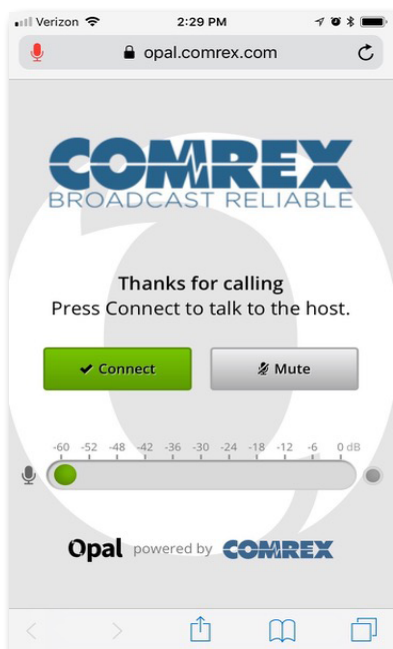 Verizon 2:29 PM
opal.comrex.com
COMREX
BROADCAST RELIABLE
Thanks for calling
Press Connect to talk to the host.
Connect Mute
-60 -52 -48 -42 -36 -30 -24 -18 -12 -6 0 dB
Opal powered by COMREX